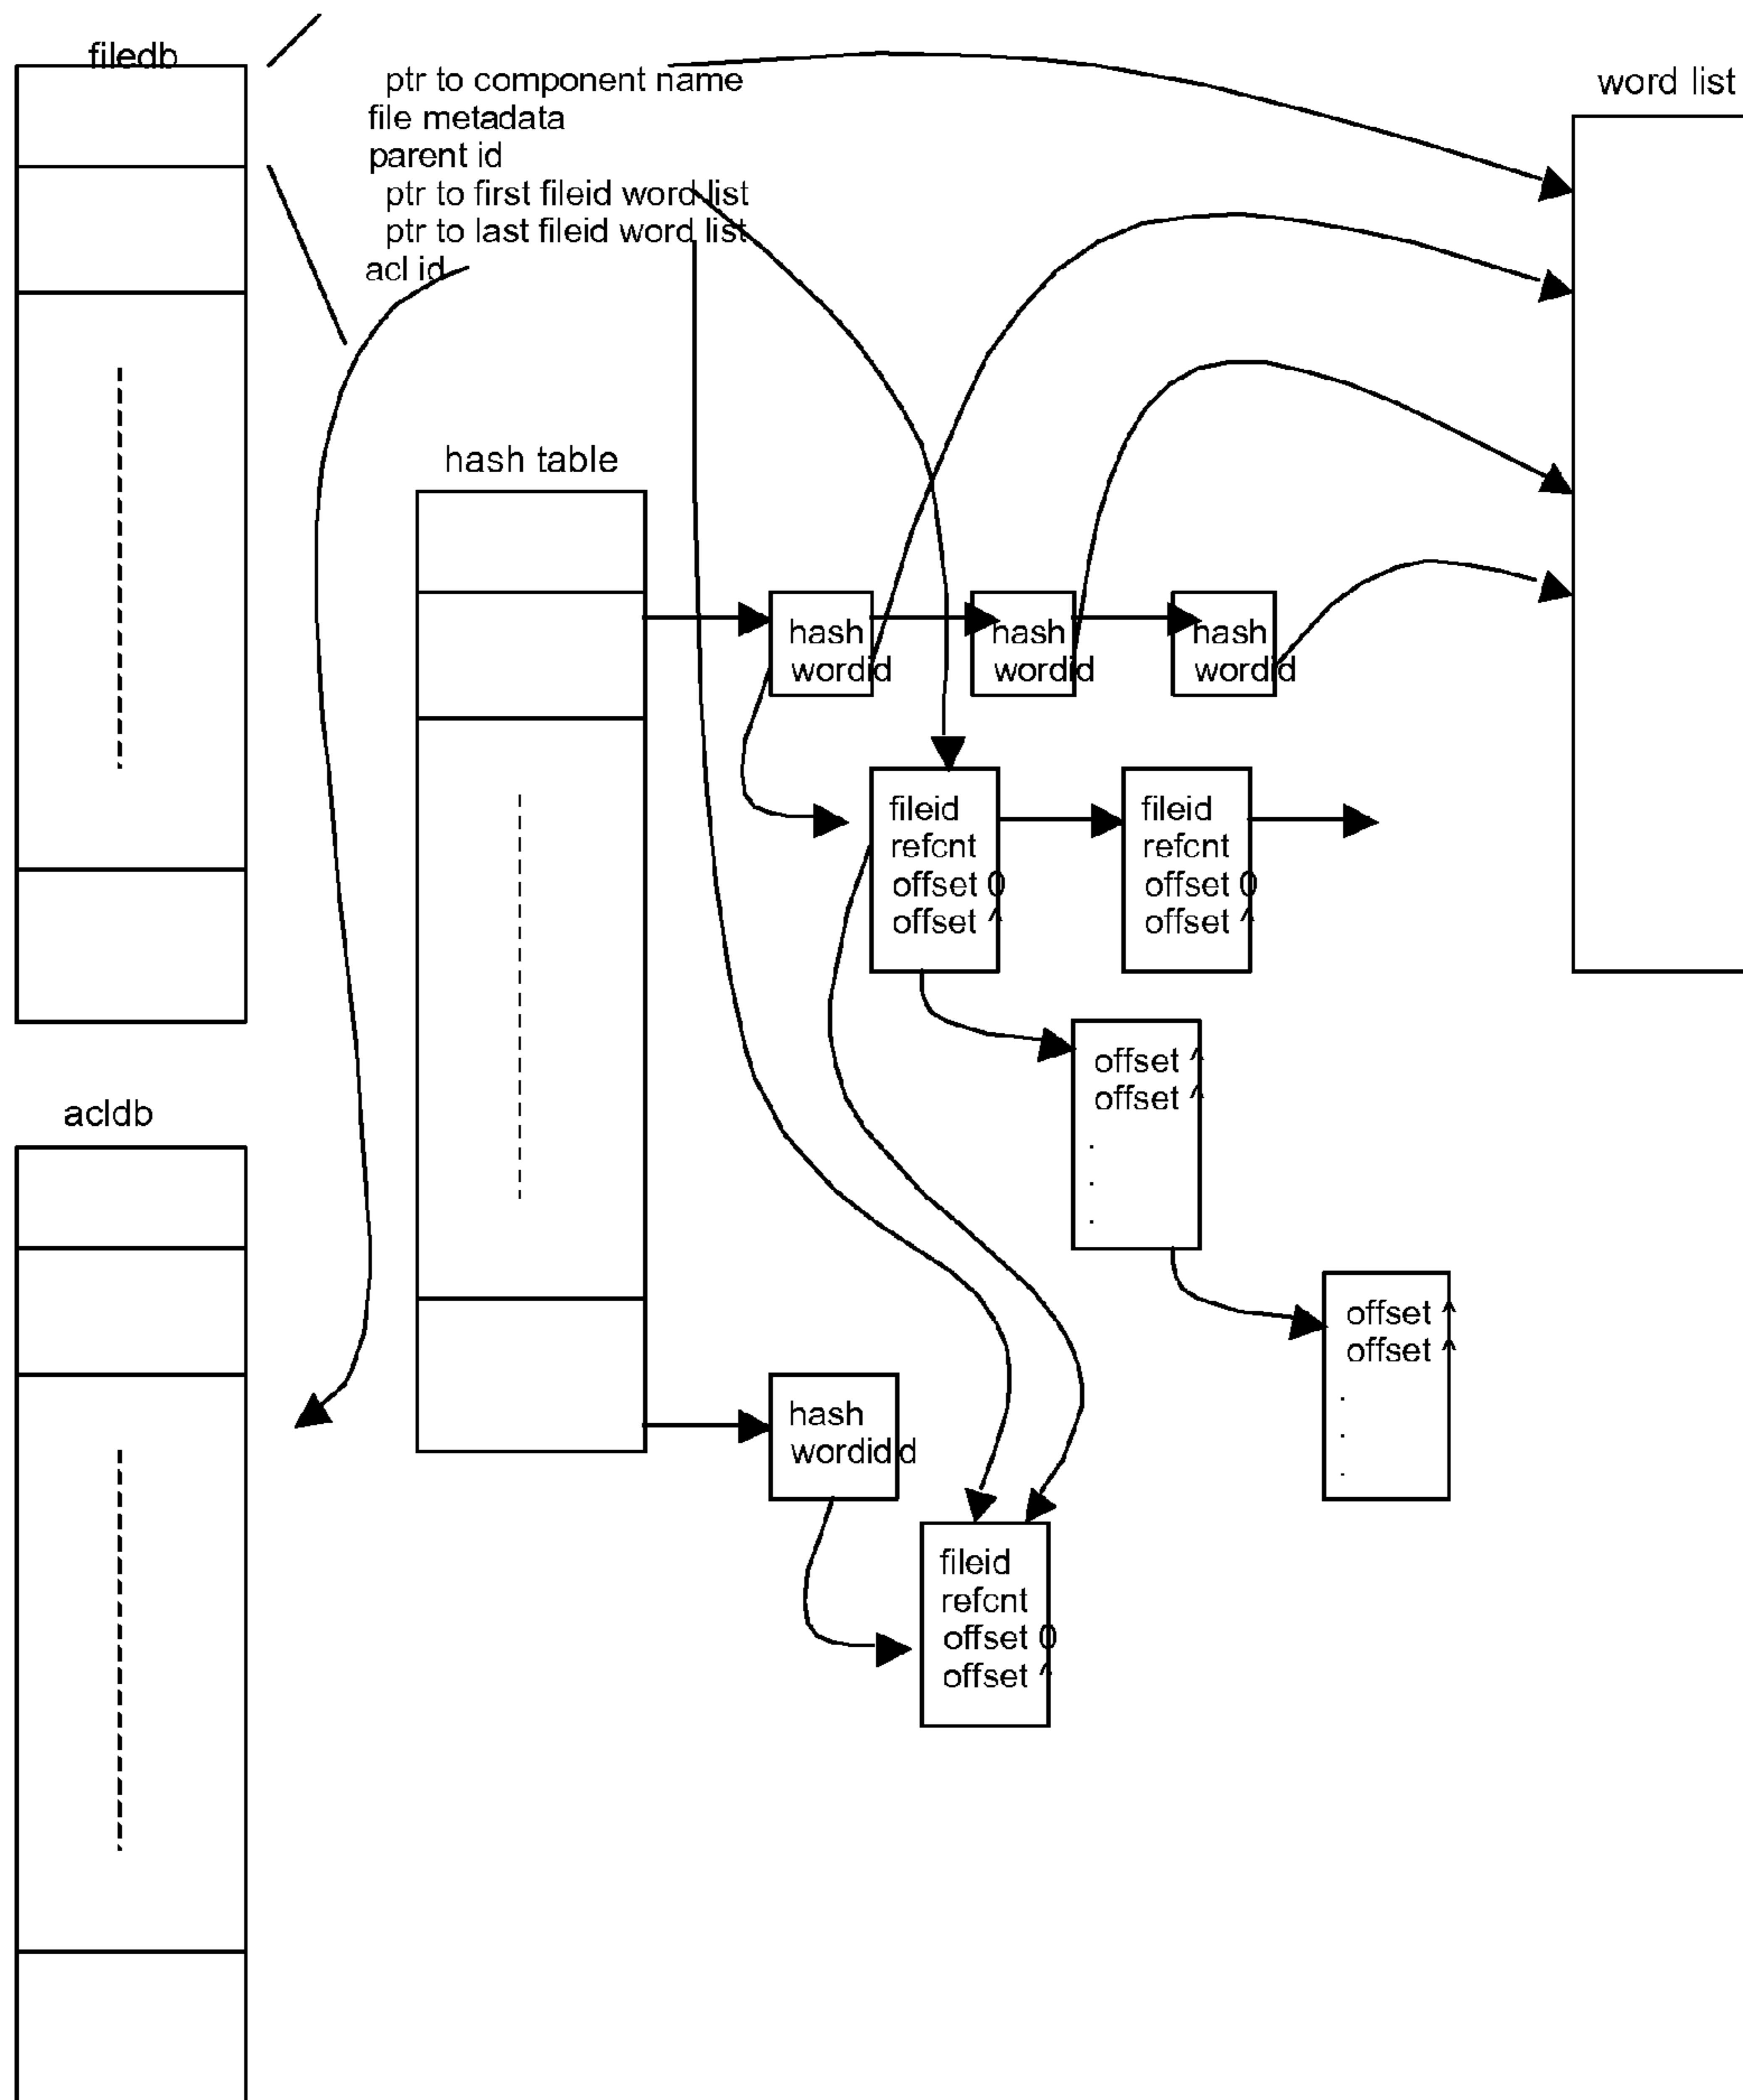 filedb
ptr to component name
file metadata
parent id
ptr to first fileid word list
ptr to last fileid word list
acl id
word list
hash table
hash
wordid
hash
wordid
hash
wordid
fileid
refcnt
offset 0
offset ^
fileid
refcnt
offset 0
offset ^
offset ^
offset ^
.
.
.
acldb
offset ^
offset ^
.
.
.
hash
wordidid
fileid
refcnt
offset 0
offset ^